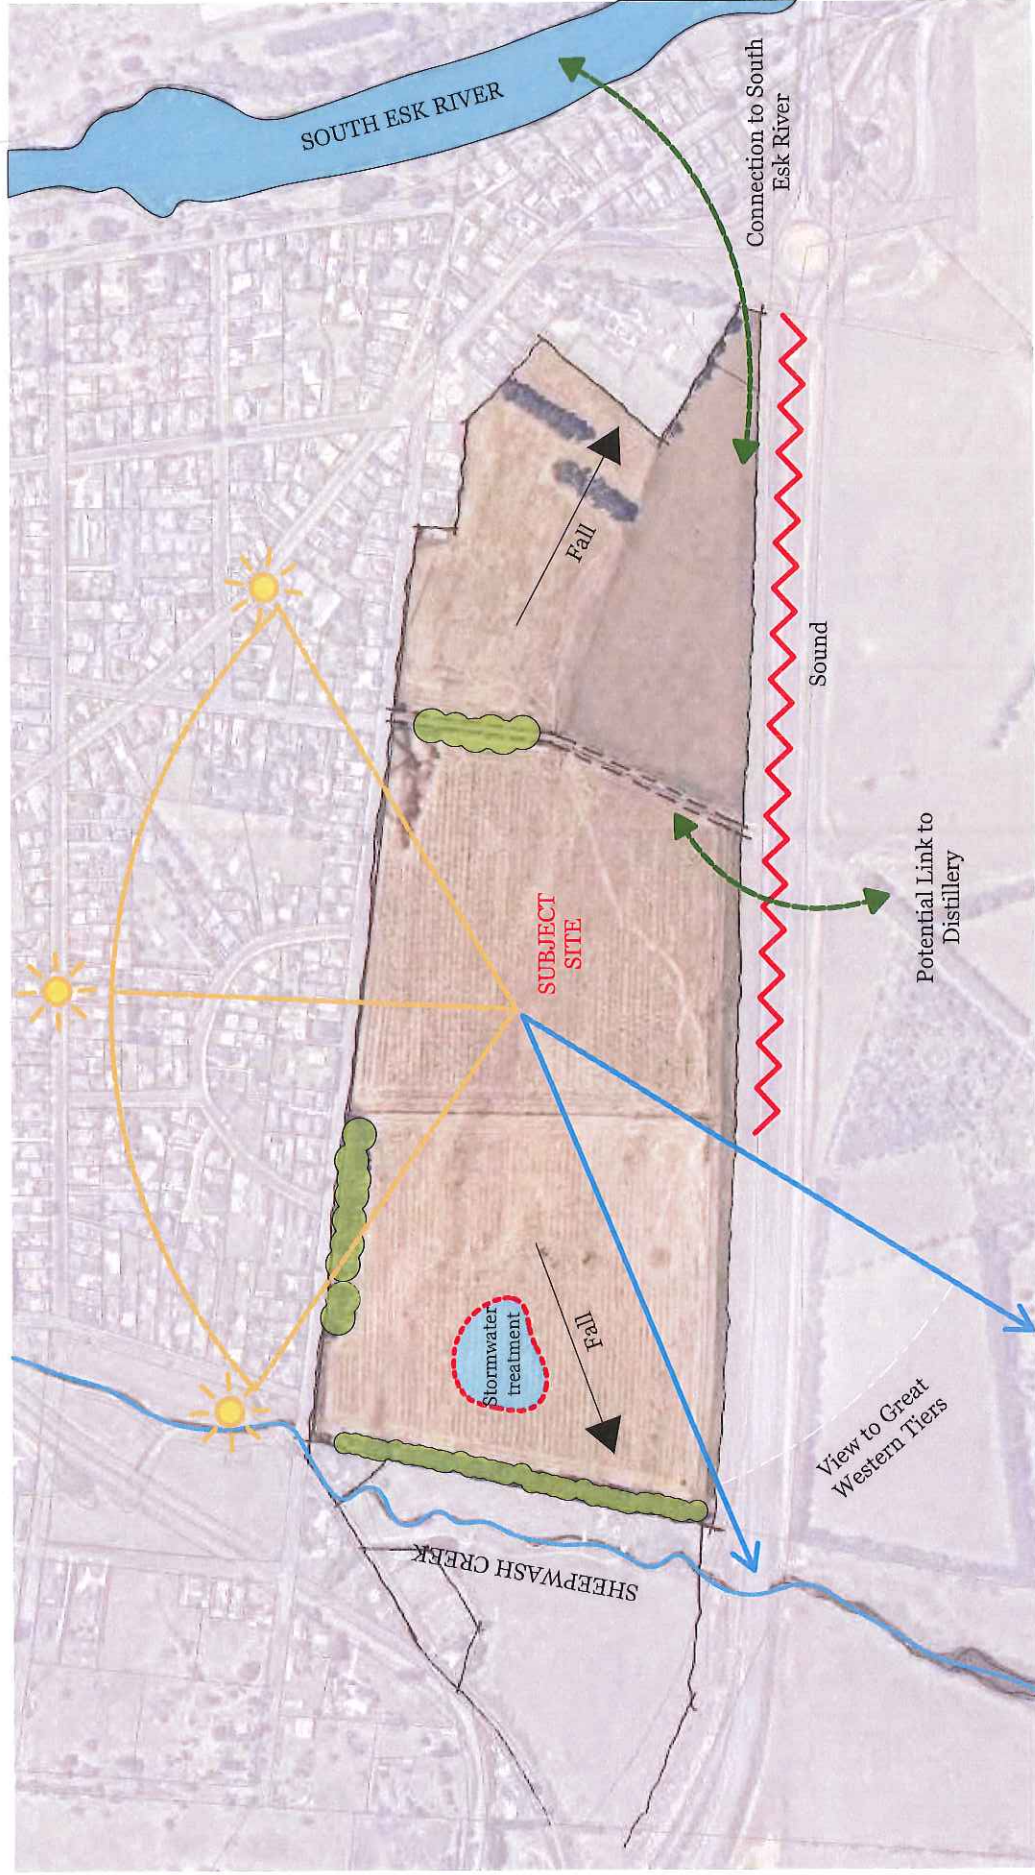 SOUTH ESK RIVER
Connection to South
Esk River
Fall
Sound
SUBJECT
SITE
Potential Link to
Distillery
Stormwater
treatment
Fall
View to Great
Western Tiers
SHEEPWASH CREEK